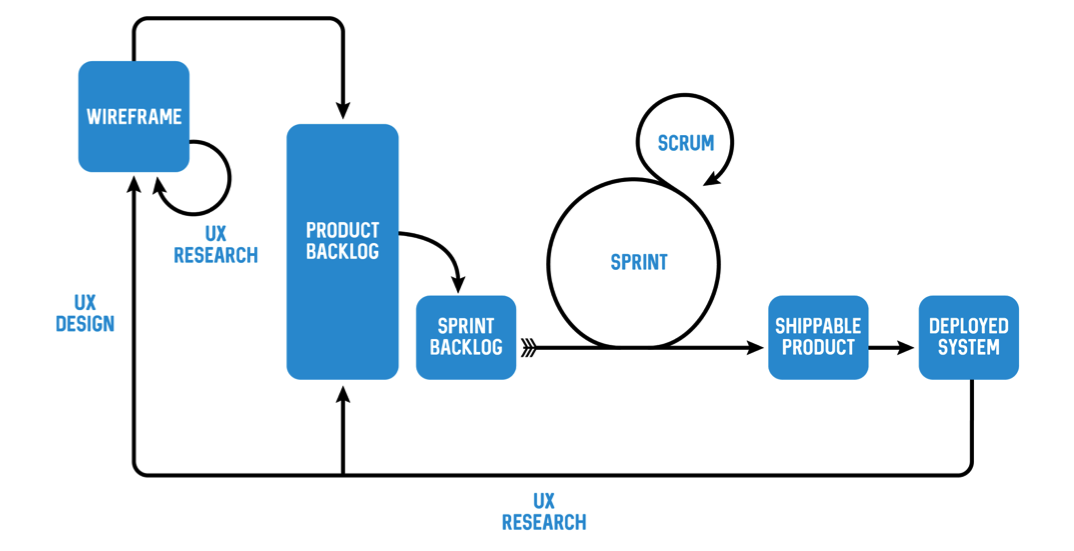 WIREFRAME
UX
RESEARCH
UX
DESIGN
PRODUCT
BACKLOG
SPRINT
BACKLOG
SCRUM
SPRINT
SHIPPABLE
PRODUCT
DEPLOYED
SYSTEM
UX
RESEARCH